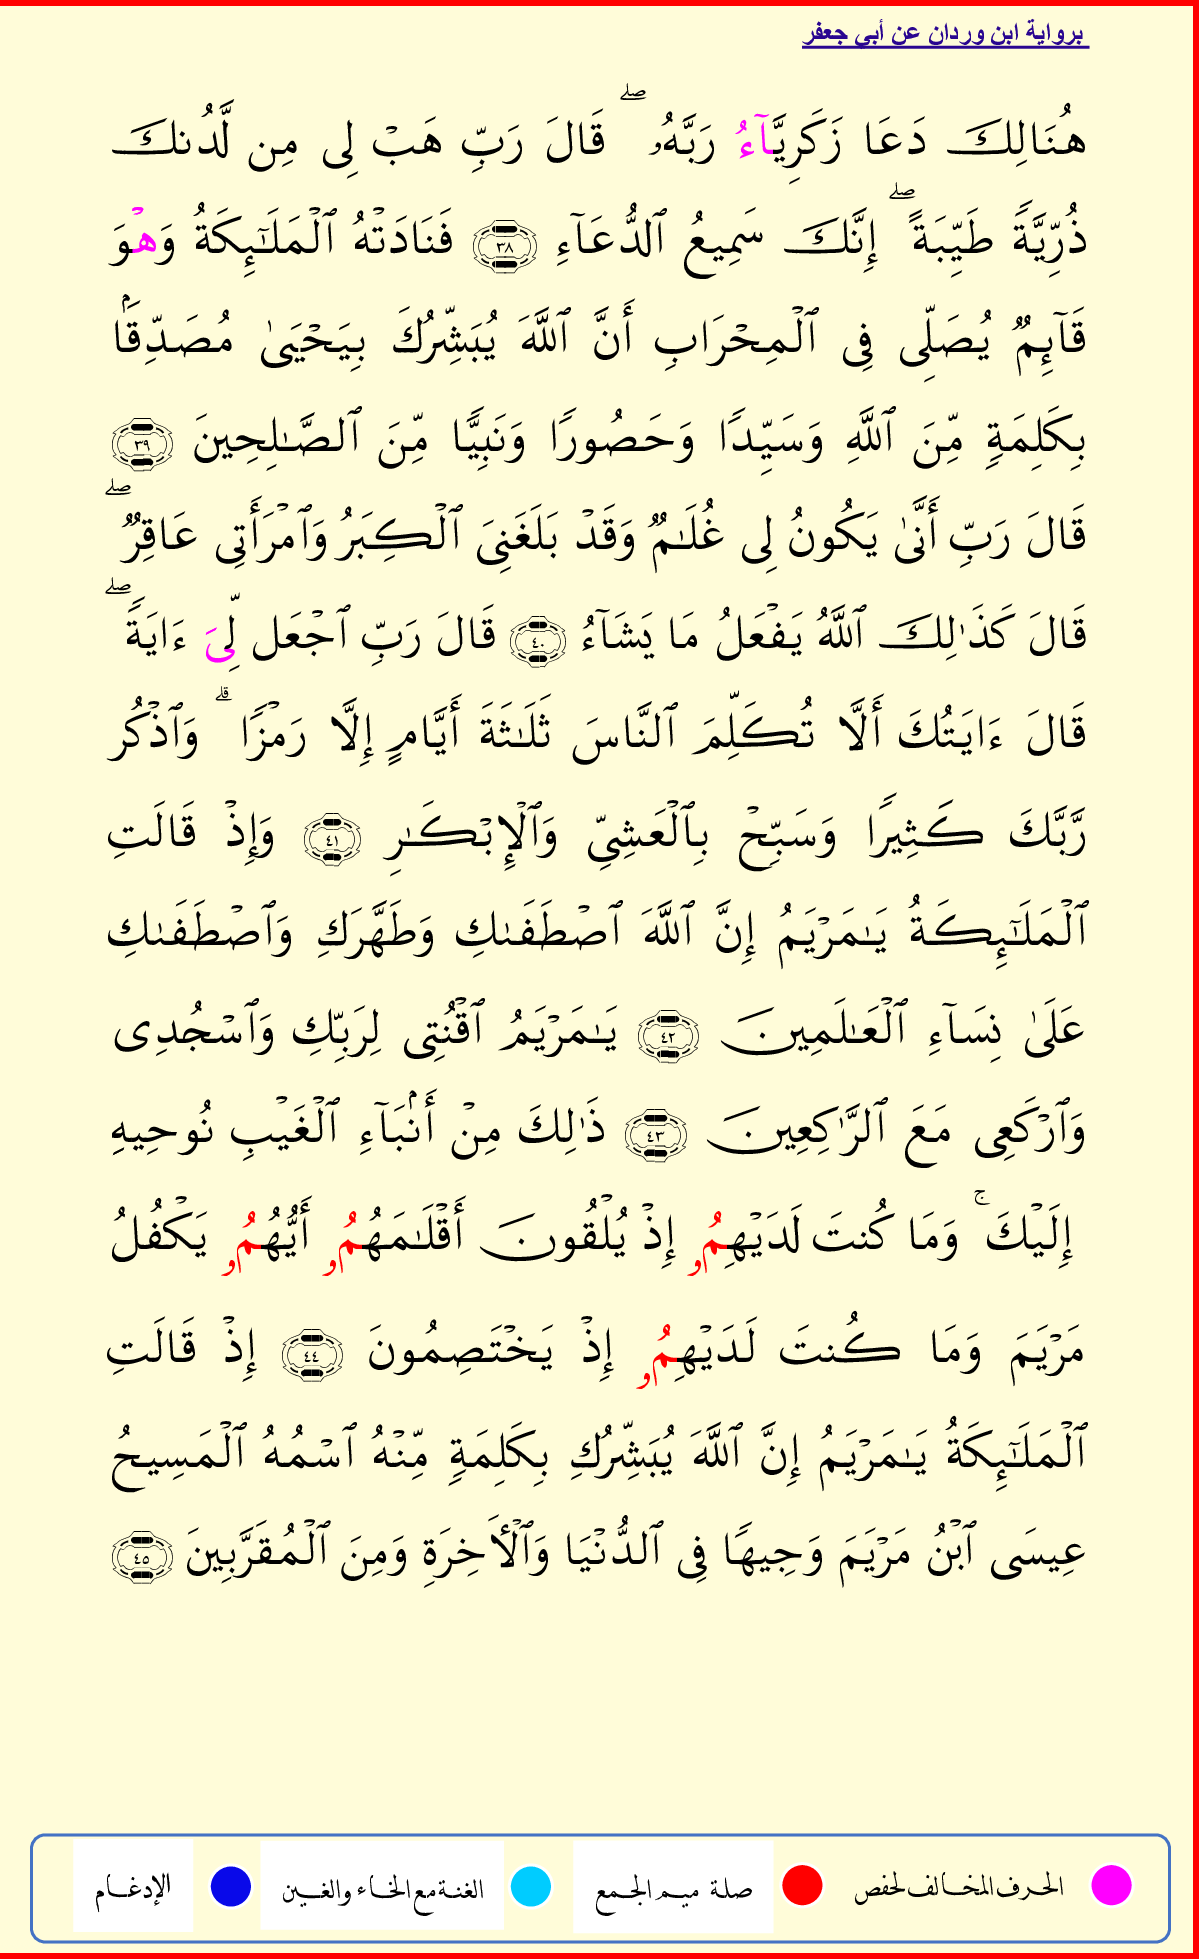 برواية ابن وردان عن أبي جعفر
هُنَالِكَ دَعَا زَكَرِيَّآءُ رَبَّهُۥ ۖ قَالَ رَبِّ هَبْ لِى مِن لَّدُنكَ
ذُرِّيَّةً طَيِّبَةً ۖ إِنَّكَ سَمِيعُ ٱلدُّعَآءِ ٣٨ فَنَادَتْهُ ٱلْمَلَـٰٓئِكَةُ وَهْوَ
قَآئِمٌ يُصَلِّى فِى ٱلْمِحْرَابِ أَنَّ ٱللَّهَ يُبَشِّرُكَ بِيَحْيَىٰ مُصَدِّقَۢا
بِكَلِمَةٍ مِّنَ ٱللَّهِ وَسَيِّدًا وَحَصُورًا وَنَبِيًّا مِّنَ ٱلصَّـٰلِحِينَ ٣٩
قَالَ رَبِّ أَنَّىٰ يَكُونُ لِى غُلَـٰمٌ وَقَدْ بَلَغَنِىَ ٱلْكِبَرُ وَٱمْرَأَتِى عَاقِرٌ ۖ
قَالَ كَذَٰلِكَ ٱللَّهُ يَفْعَلُ مَا يَشَآءُ ٤٠ قَالَ رَبِّ ٱجْعَل لِّىَ ءَايَةً ۖ
قَالَ ءَايَتُكَ أَلَّا تُكَلِّمَ ٱلنَّاسَ ثَلَـٰثَةَ أَيَّامٍ إِلَّا رَمْزًا ۗ وَٱذْكُر
رَّبَّكَ كَثِيرًا وَسَبِّحْ بِٱلْعَشِىِّ وَٱلْإِبْكَـٰرِ ٤١ وَإِذْ قَالَتِ
ٱلْمَلَـٰٓئِكَةُ يَـٰمَرْيَمُ إِنَّ ٱللَّهَ ٱصْطَفَىٰكِ وَطَهَّرَكِ وَٱصْطَفَىٰكِ
عَلَىٰ نِسَآءِ ٱلْعَـٰلَمِينَ ٤٢ يَـٰمَرْيَمُ ٱقْنُتِى لِرَبِّكِ وَٱسْجُدِى
وَٱرْكَعِى مَعَ ٱلرَّٰكِعِينَ ٤٣ ذَٰلِكَ مِنْ أَنۢبَآءِ ٱلْغَيْبِ نُوحِيهِ
إِلَيْكَ ۚ وَمَا كُنتَ لَدَيْهِمُۥ إِذْ يُلْقُونَ أَقْلَـٰمَهُمُۥ أَيُّهُمُۥ يَكْفُلُ
مَرْيَمَ وَمَا كُنتَ لَدَيْهِمُۥ إِذْ يَخْتَصِمُونَ ٤٤ إِذْ قَالَتِ
ٱلْمَلَـٰٓئِكَةُ يَـٰمَرْيَمُ إِنَّ ٱللَّهَ يُبَشِّرُكِ بِكَلِمَةٍ مِّنْهُ ٱسْمُهُ ٱلْمَسِيحُ
عِيسَى ٱبْنُ مَرْيَمَ وَجِيهًا فِى ٱلدُّنْيَا وَٱلْأَخِرَةِ وَمِنَ ٱلْمُقَرَّبِينَ ٤٥
الحرف المخالف لحفص صلة ميم الجمع الغنة مع الخاء والغين الإدغام